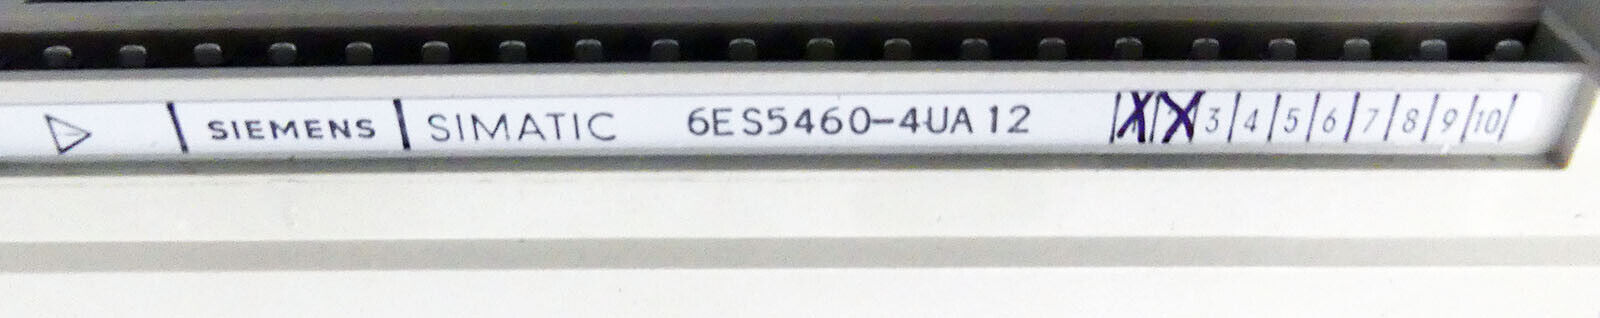 SIEMENS SIMATIC 6ES5460-4UA12 3 4 5 6 7 8 9 10